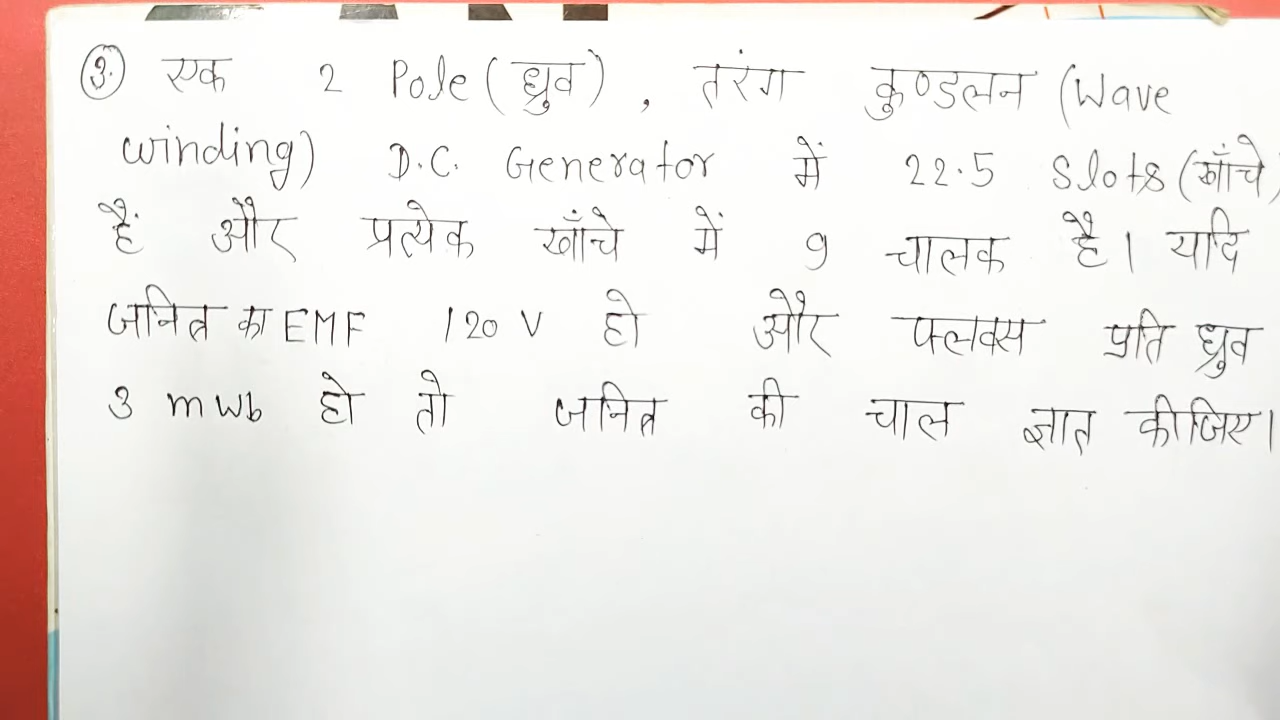 3. एक 2 Pole (ध्रुव), तरंग कुण्डलन (Wave
winding) D.C. Generator में 22.5 Slots (खाँचे)
हैं और प्रत्येक खाँचे में 9 चालक है। यदि
जनित्र का EMF 120 V हो और फ्लक्स प्रति ध्रुव
3 mwb हो तो जनित्र की चाल ज्ञात कीजिए।